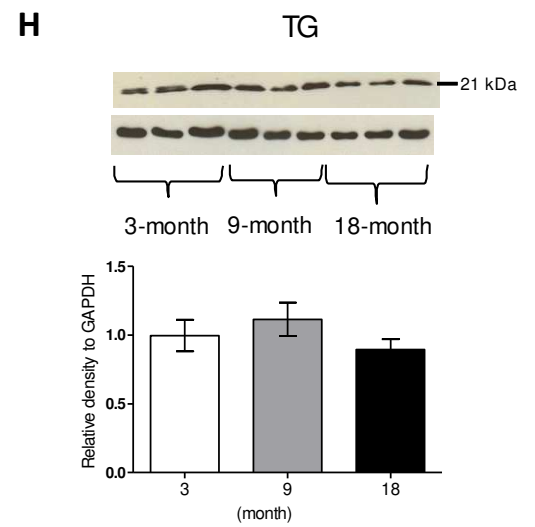 H
TG
21 kDa
3-month 9-month 18-month
Relative density to GAPDH
1.5
1.0
0.5
0.0
3 9 18
(month)